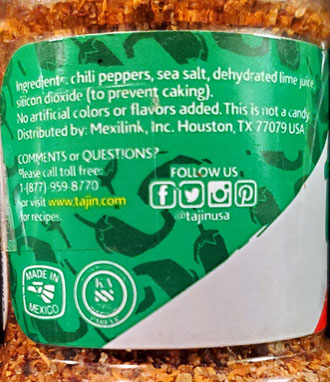 Ingredients: chili peppers, sea salt, dehydrated lime juice,
silicon dioxide (to prevent caking).
No artificial colors or flavors added. This is not a candy.
Distributed by: Mexilink, Inc. Houston, TX 77079 USA
COMMENTS or QUESTIONS?
Please call toll free:
1-(877) 959-8770
or visit www.tajin.com
for recipes.
FOLLOW US
@tajinusa
MADE IN
MEXICO